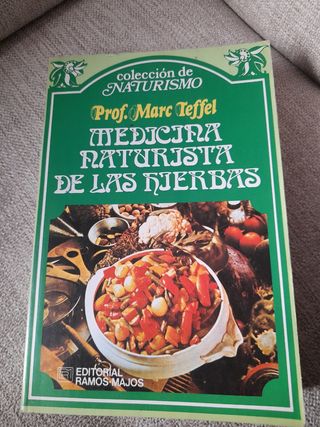 colección de
NATURISMO
Prof. Marc Teffel
MEDICINA
NATURISTA
DE LAS HIERBAS
EDITORIAL
RAMOS MAJOS